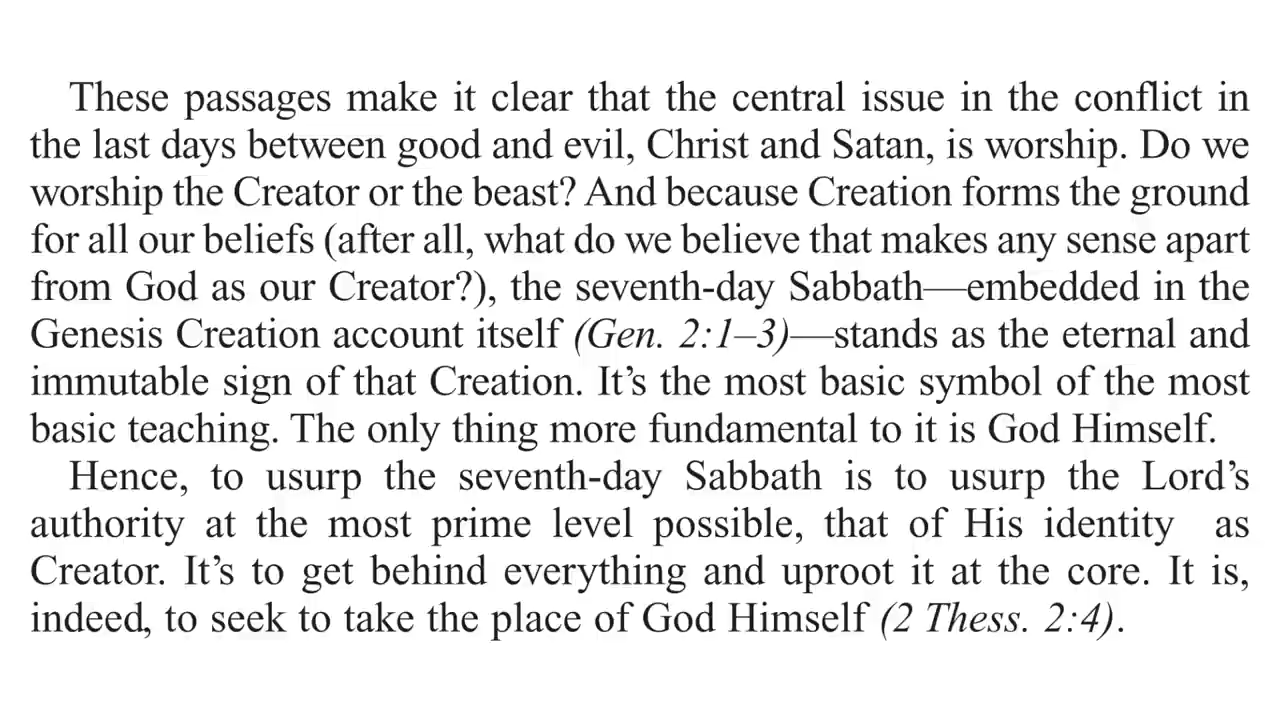 These passages make it clear that the central issue in the conflict in
the last days between good and evil, Christ and Satan, is worship. Do we
worship the Creator or the beast? And because Creation forms the ground
for all our beliefs (after all, what do we believe that makes any sense apart
from God as our Creator?), the seventh-day Sabbath—embedded in the
Genesis Creation account itself (Gen. 2:1–3)—stands as the eternal and
immutable sign of that Creation. It’s the most basic symbol of the most
basic teaching. The only thing more fundamental to it is God Himself.
Hence, to usurp the seventh-day Sabbath is to usurp the Lord’s
authority at the most prime level possible, that of His identity as
Creator. It’s to get behind everything and uproot it at the core. It is,
indeed, to seek to take the place of God Himself (2 Thess. 2:4).